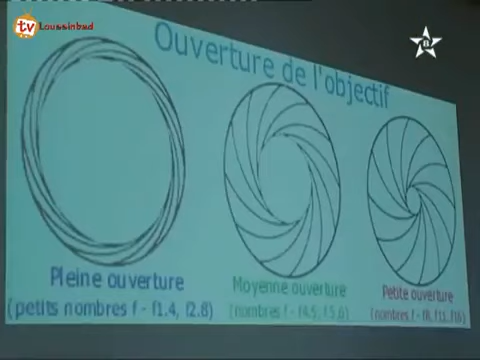 tv Loussinbad
Ouverture de l'objectif
Pleine ouverture
(petits nombres f - f1.4, f2.8)
Moyenne ouverture
(nombres f - f4.5, f5.6)
Petite ouverture
(nombres f - f8, f11, f16)